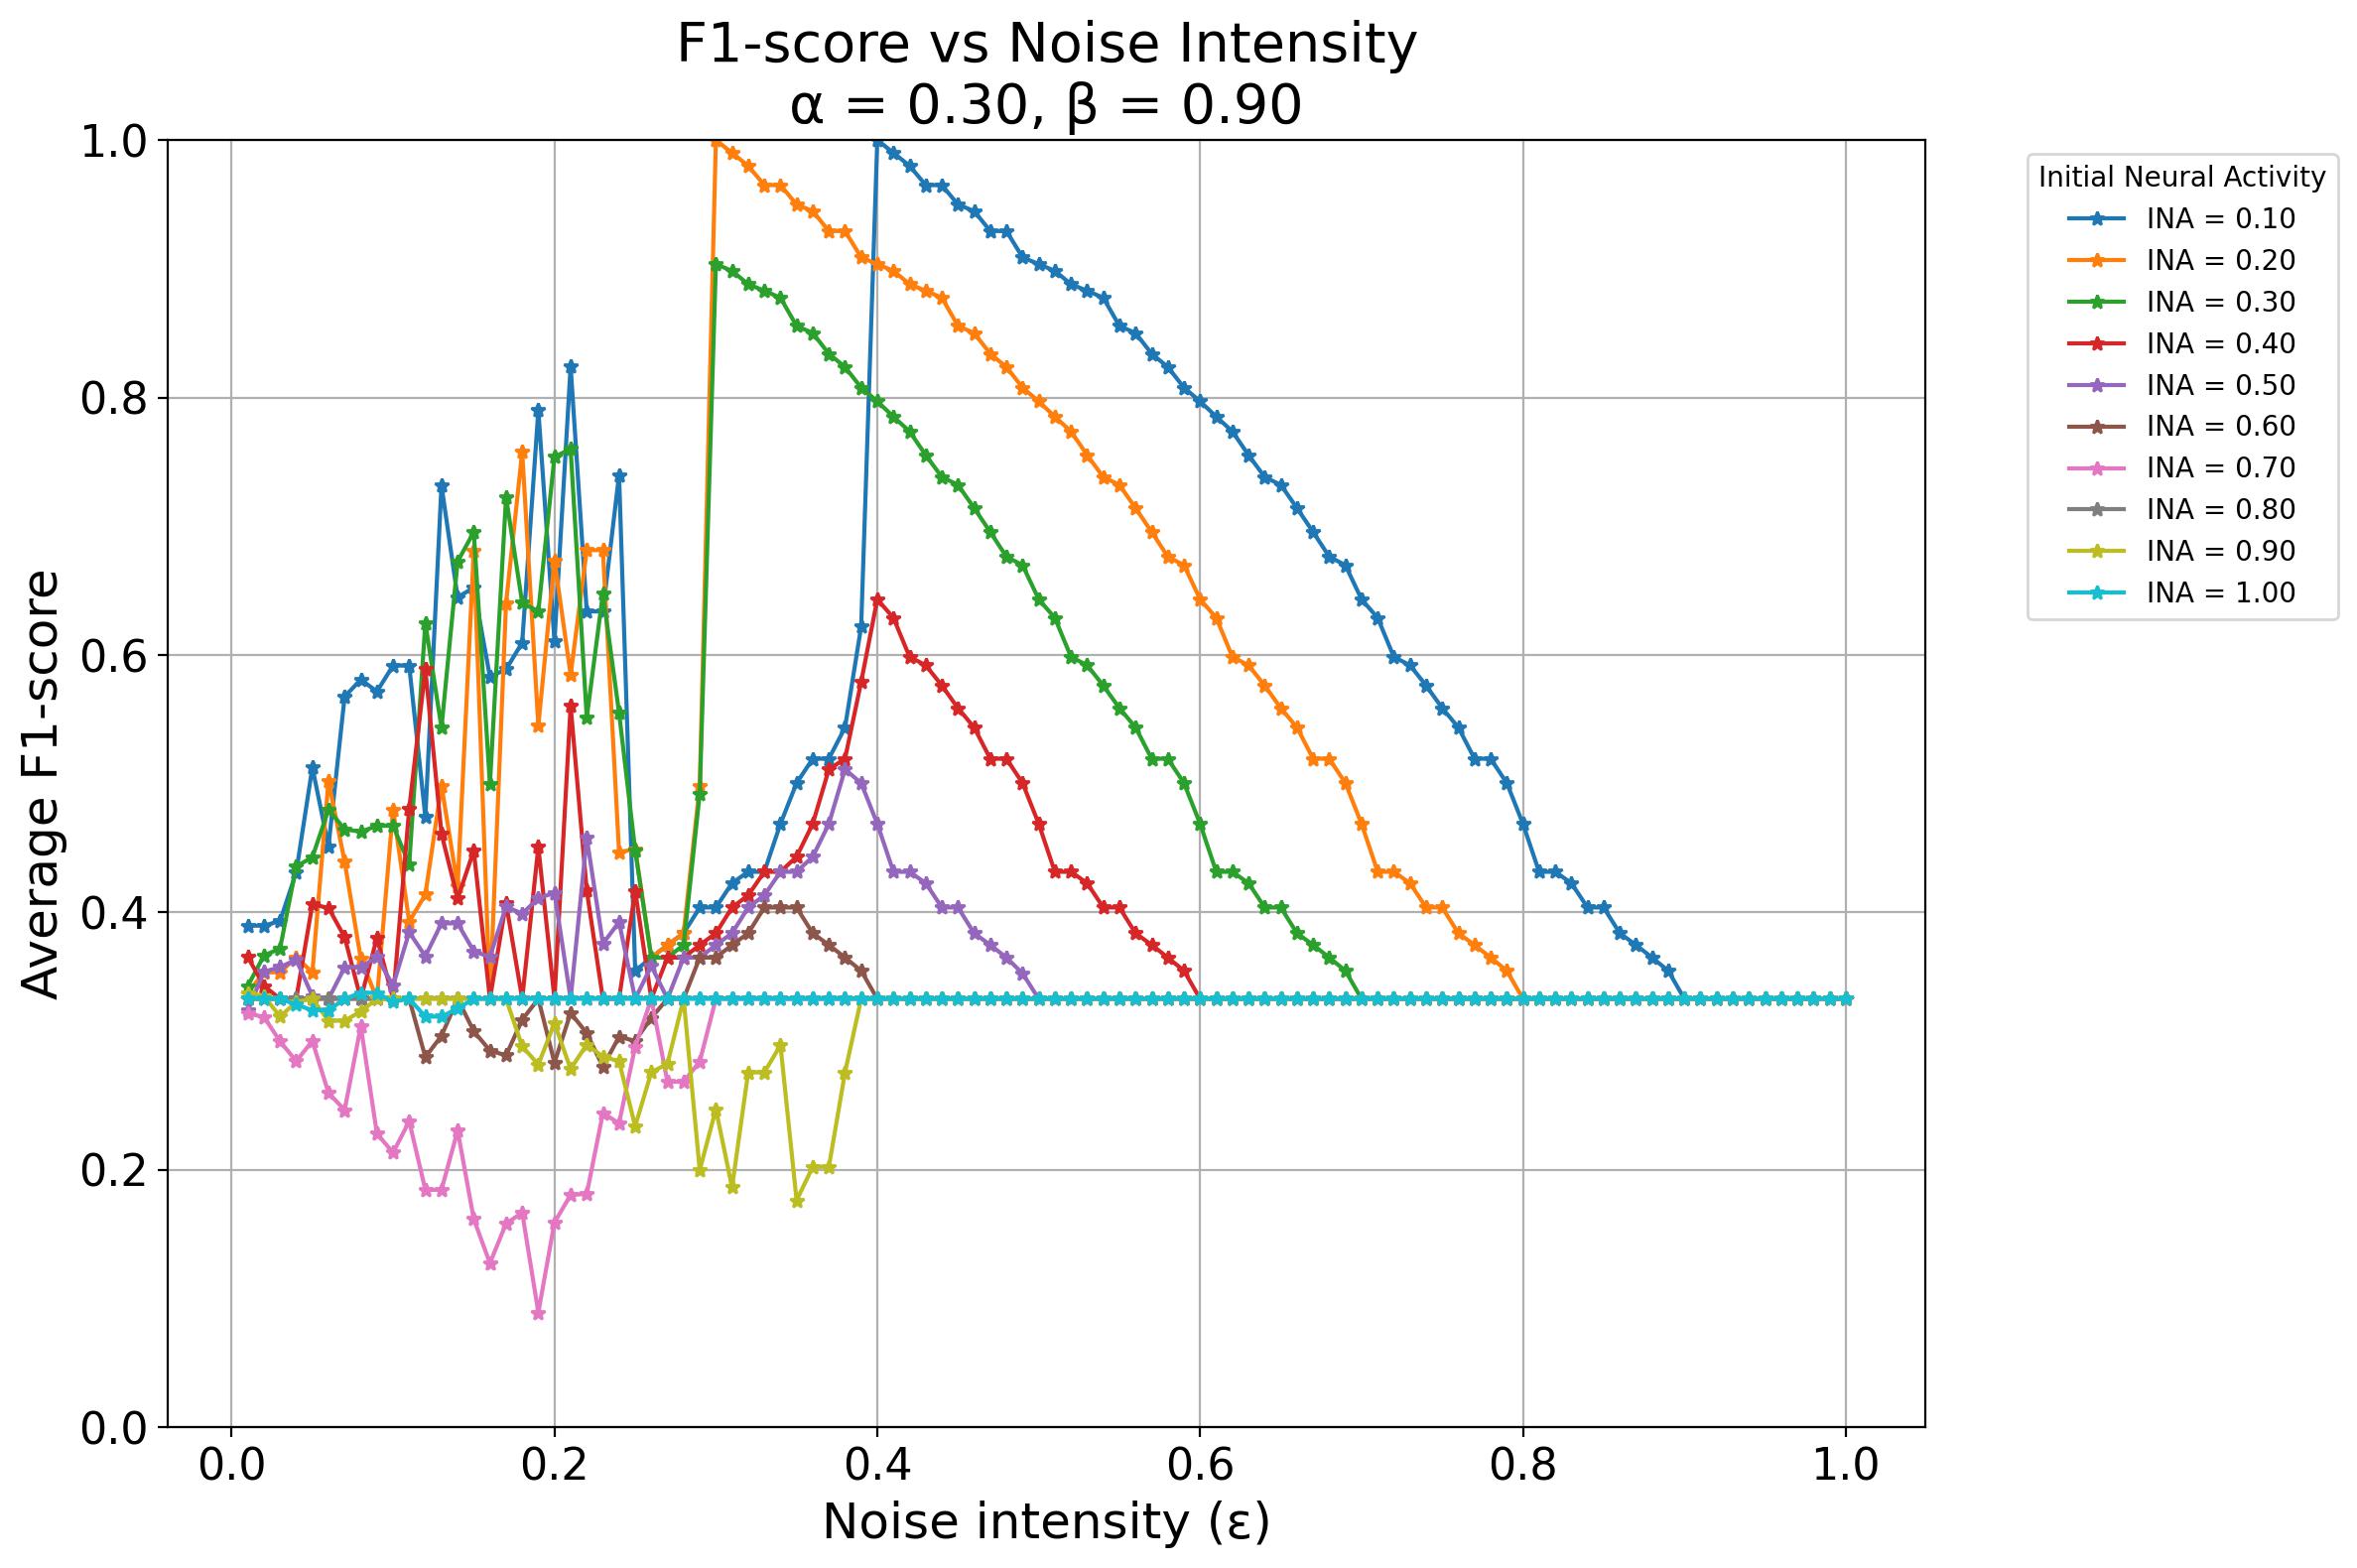 F1-score vs Noise Intensity
α = 0.30, β = 0.90
1.0
0.8
0.6
0.4
0.2
0.0
Average F1-score
0.0 0.2 0.4 0.6 0.8 1.0
Noise intensity (ε)
Initial Neural Activity
INA = 0.10
INA = 0.20
INA = 0.30
INA = 0.40
INA = 0.50
INA = 0.60
INA = 0.70
INA = 0.80
INA = 0.90
INA = 1.00